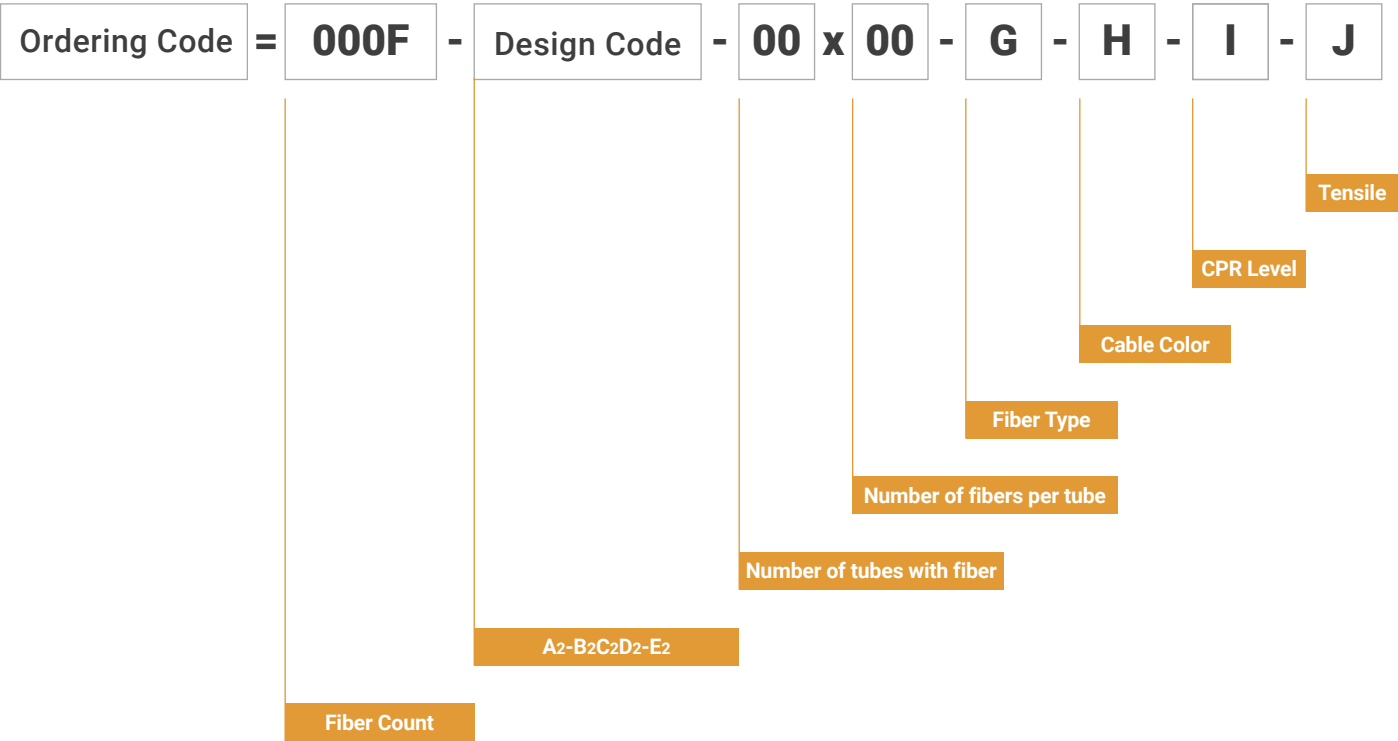 Ordering Code = 000F - Design Code - 00 x 00 - G - H - I - J
Tensile
CPR Level
Cable Color
Fiber Type
Number of fibers per tube
Number of tubes with fiber
A2-B2C2D2-E2
Fiber Count